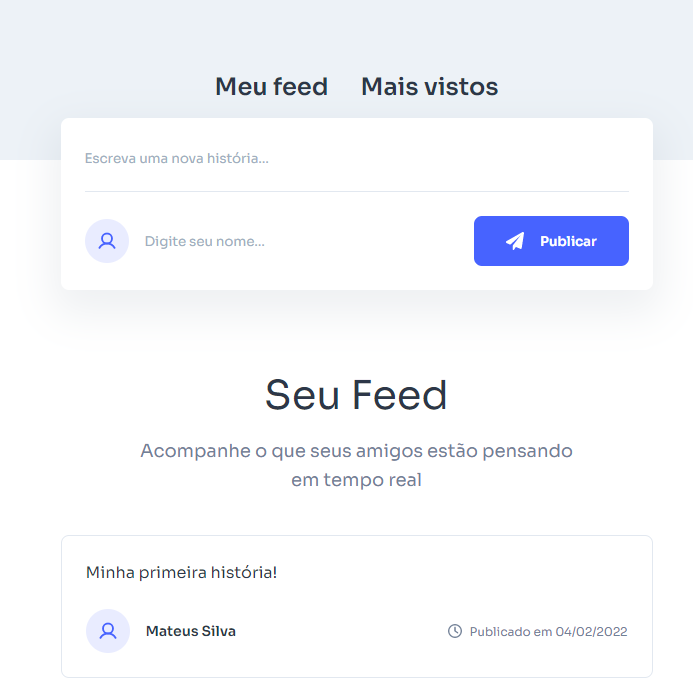 Meu feed Mais vistos
Escreva uma nova história...
Digite seu nome... Publicar
Seu Feed
Acompanhe o que seus amigos estão pensando
em tempo real
Minha primeira história!
Mateus Silva Publicado em 04/02/2022